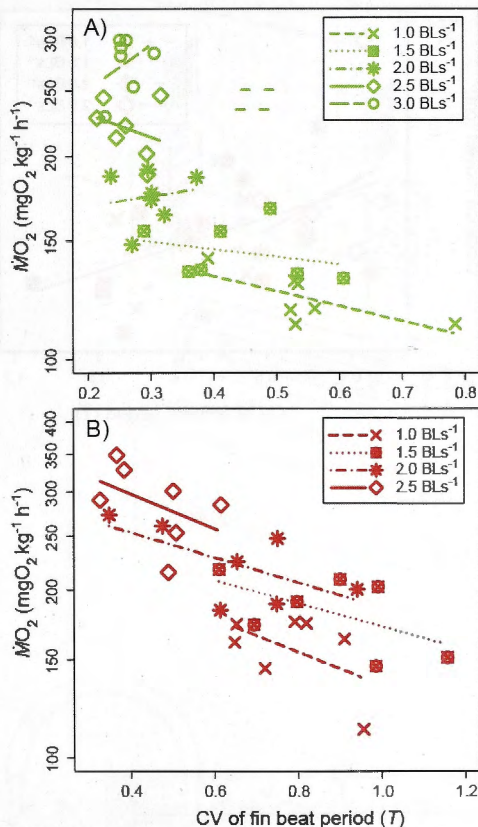 A)
1.0 BLs⁻¹
1.5 BLs⁻¹
2.0 BLs⁻¹
2.5 BLs⁻¹
3.0 BLs⁻¹
ṀO₂ (mgO₂ kg⁻¹ h⁻¹)
300
250
200
150
100
0.2 0.3 0.4 0.5 0.6 0.7 0.8
B)
1.0 BLs⁻¹
1.5 BLs⁻¹
2.0 BLs⁻¹
2.5 BLs⁻¹
ṀO₂ (mgO₂ kg⁻¹ h⁻¹)
400
350
300
250
200
150
100
0.4 0.6 0.8 1.0 1.2
CV of fin beat period (T)